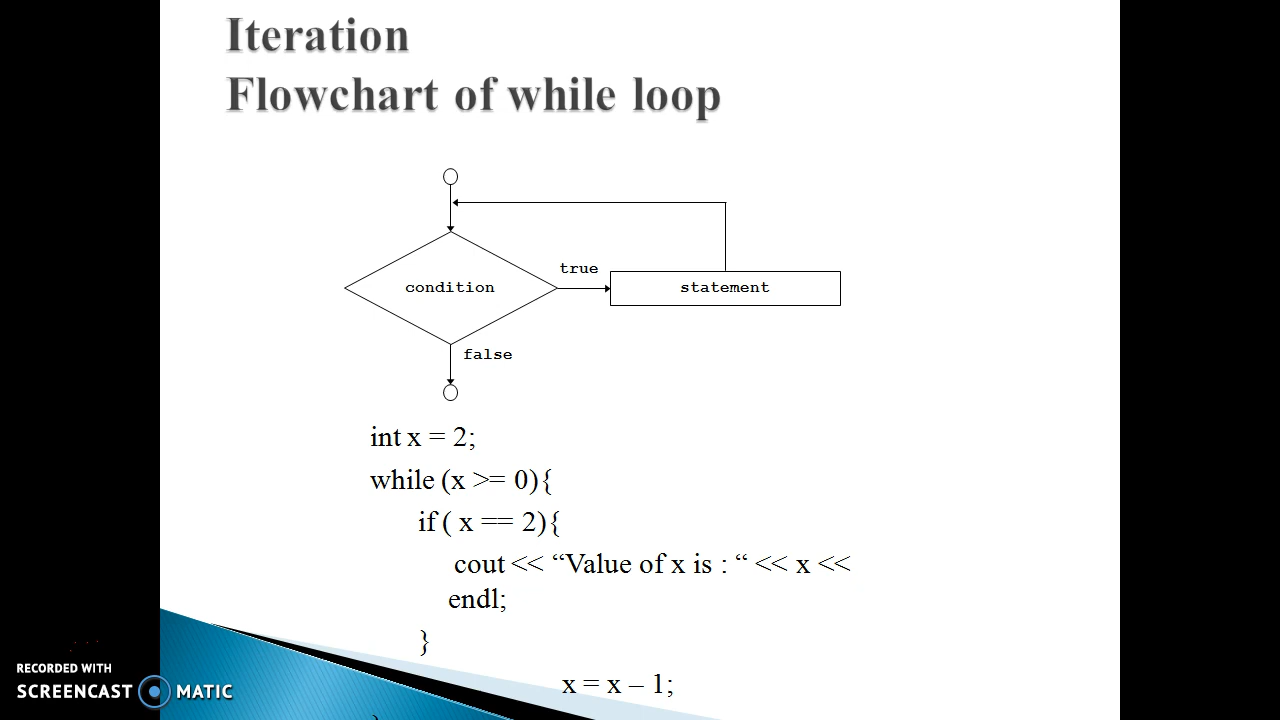 Iteration
Flowchart of while loop
true
condition
statement
false
int x = 2;
while (x >= 0){
if ( x == 2){
cout << “Value of x is : “ << x <<
endl;
}
x = x – 1;
}
RECORDED WITH
SCREENCAST MATIC